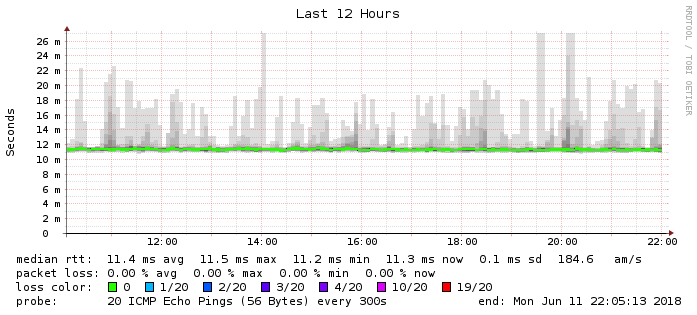 Last 12 Hours
RRDTOOL / TOBI OETIKER
Seconds
26 m
24 m
22 m
20 m
18 m
16 m
14 m
12 m
10 m
8 m
6 m
4 m
2 m
0
12:00 14:00 16:00 18:00 20:00 22:00
median rtt: 11.4 ms avg 11.5 ms max 11.2 ms min 11.3 ms now 0.1 ms sd 184.6 am/s
packet loss: 0.00 % avg 0.00 % max 0.00 % min 0.00 % now
loss color: 0 1/20 2/20 3/20 4/20 10/20 19/20
probe: 20 ICMP Echo Pings (56 Bytes) every 300s end: Mon Jun 11 22:05:13 2018